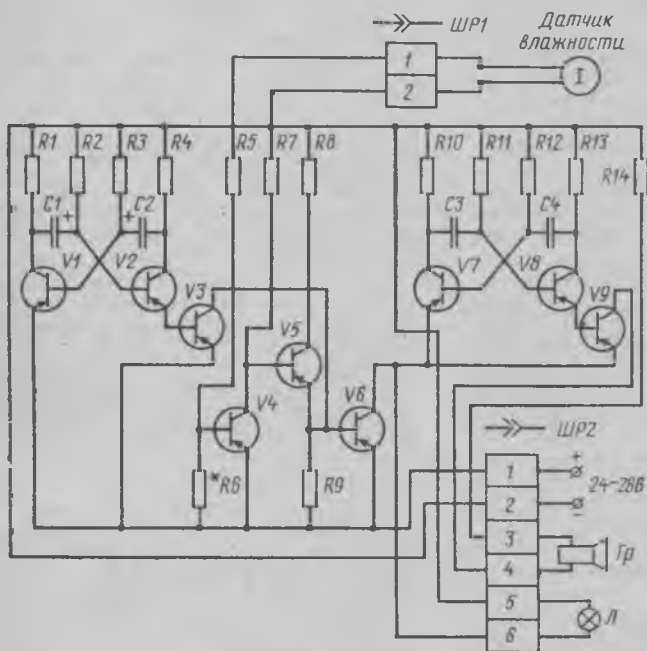 ШР1
Датчик
влажности
1
2
I
R1
R2
R3
R4
R5
R7
R8
R10
R11
R12
R13
R14
C1
+
+
C2
C3
C4
V1
V2
V3
V4
V5
V6
V7
V8
V9
*R6
R9
ШР2
1
+
2
24-28В
-
3
4
Гр
5
Л
6